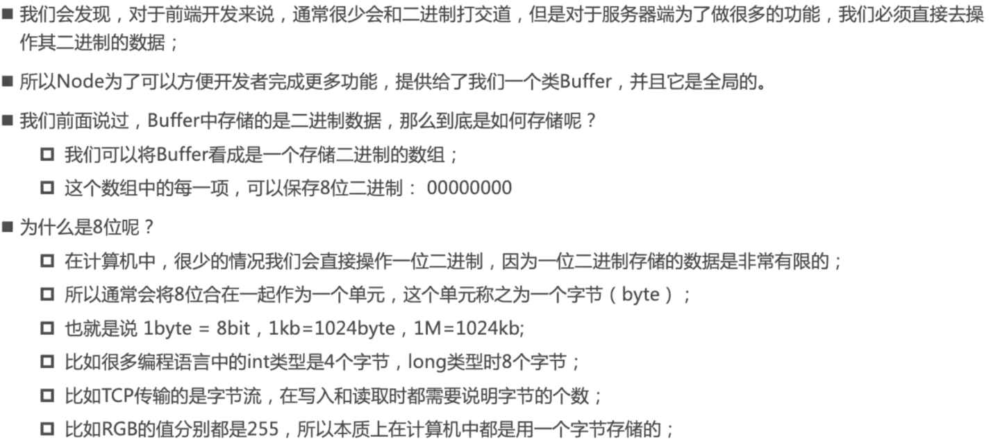 ■ 我们会发现，对于前端开发来说，通常很少会和二进制打交道，但是对于服务器端为了做很多的功能，我们必须直接去操
作其二进制的数据；
■ 所以Node为了可以方便开发者完成更多功能，提供给了我们一个类Buffer，并且它是全局的。
■ 我们前面说过，Buffer中存储的是二进制数据，那么到底是如何存储呢？
我们可以将Buffer看成是一个存储二进制的数组；
这个数组中的每一项，可以保存8位二进制： 00000000
■ 为什么是8位呢？
在计算机中，很少的情况我们会直接操作一位二进制，因为一位二进制存储的数据是非常有限的；
所以通常会将8位合在一起作为一个单元，这个单元称之为一个字节（byte）；
也就是说 1byte = 8bit，1kb=1024byte，1M=1024kb;
比如很多编程语言中的int类型是4个字节，long类型时8个字节；
比如TCP传输的是字节流，在写入和读取时都需要说明字节的个数；
比如RGB的值分别都是255，所以本质上在计算机中都是用一个字节存储的；